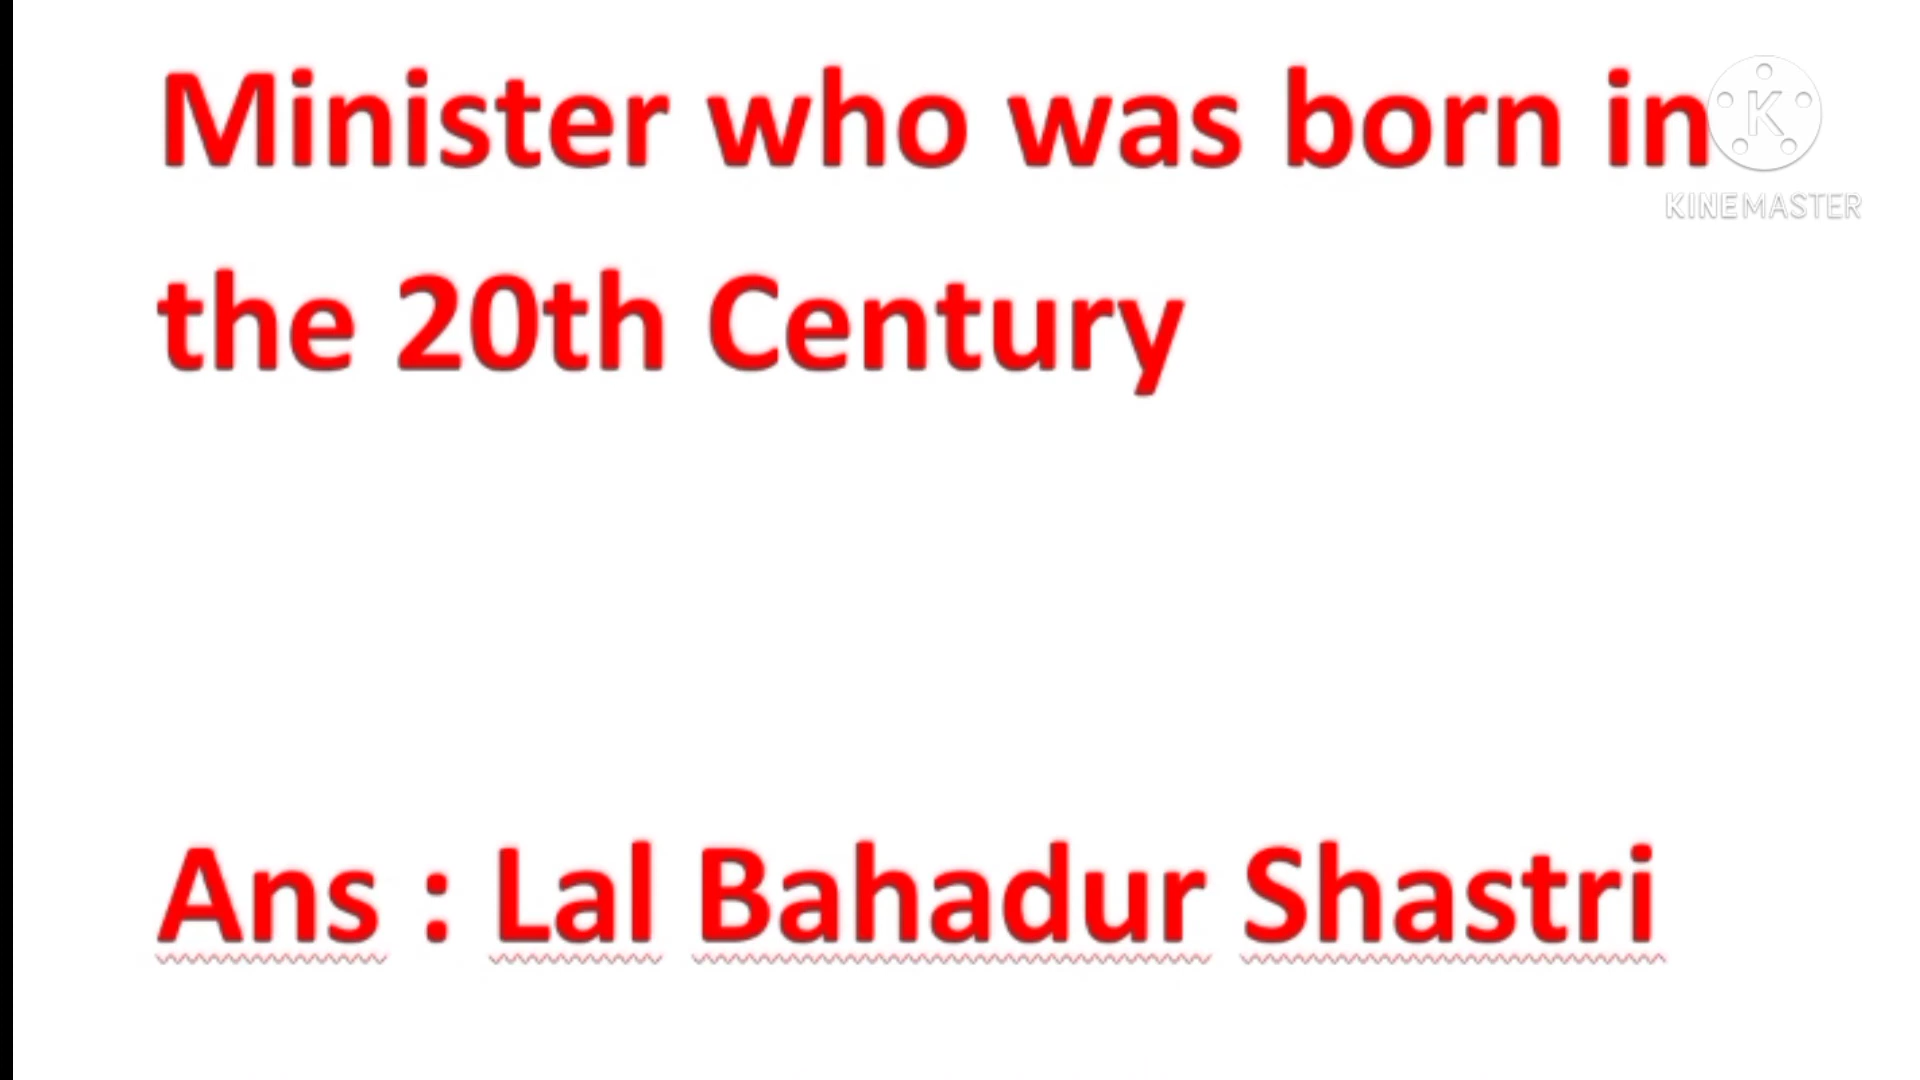 Minister who was born in
KINEMASTER
the 20th Century
Ans : Lal Bahadur Shastri